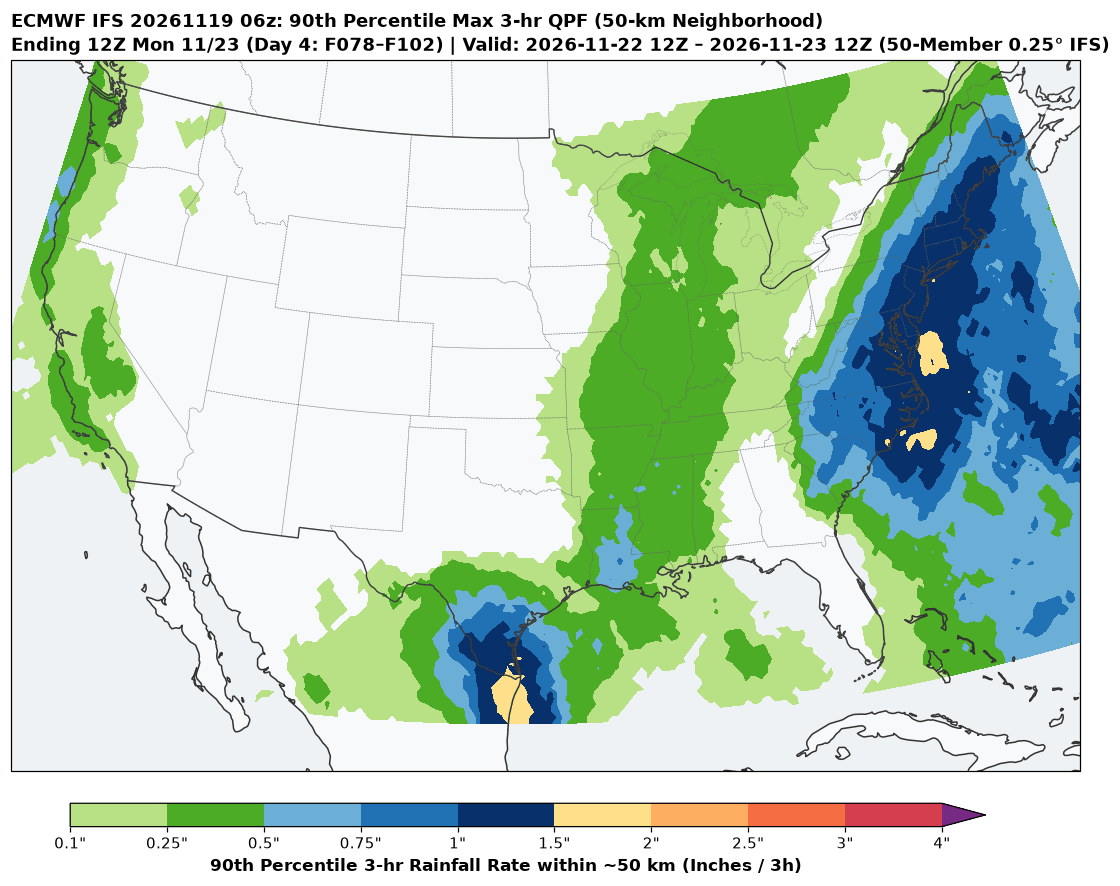 ECMWF IFS 20261119 06z: 90th Percentile Max 3-hr QPF (50-km Neighborhood)
Ending 12Z Mon 11/23 (Day 4: F078–F102) | Valid: 2026-11-22 12Z – 2026-11-23 12Z (50-Member 0.25° IFS)
0.1" 0.25" 0.5" 0.75" 1" 1.5" 2" 2.5" 3" 4"
90th Percentile 3-hr Rainfall Rate within ~50 km (Inches / 3h)